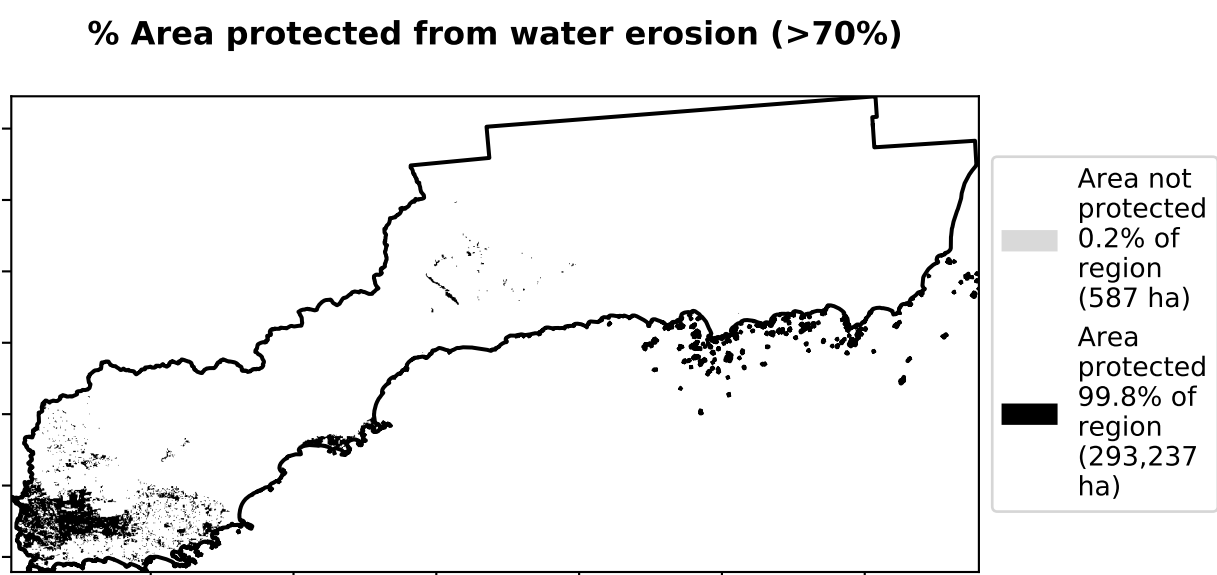 % Area protected from water erosion (>70%)
Area not
protected
0.2% of
region
(587 ha)
Area
protected
99.8% of
region
(293,237
ha)